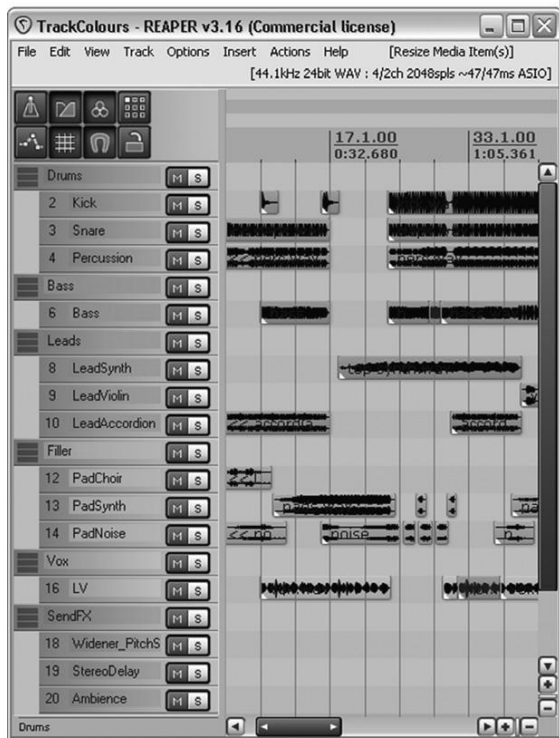 TrackColours - REAPER v3.16 (Commercial license)
File Edit View Track Options Insert Actions Help [Resize Media Item(s)]
[44.1kHz 24bit WAV : 4/2ch 2048spls ~47/47ms ASIO]
17.1.00 33.1.00
0:32.680 1:05.361
Drums M S
2 Kick M S
3 Snare M S
4 Percussion M S
Bass M S
6 Bass M S
Leads M S
8 LeadSynth M S
9 LeadViolin M S
10 LeadAccordion M S
Filler M S
12 PadChoir M S
13 PadSynth M S
14 PadNoise M S noise
Vox M S
16 LV M S
SendFX M S
18 Widener_PitchS M S
19 StereoDelay M S
20 Ambience M S
Drums